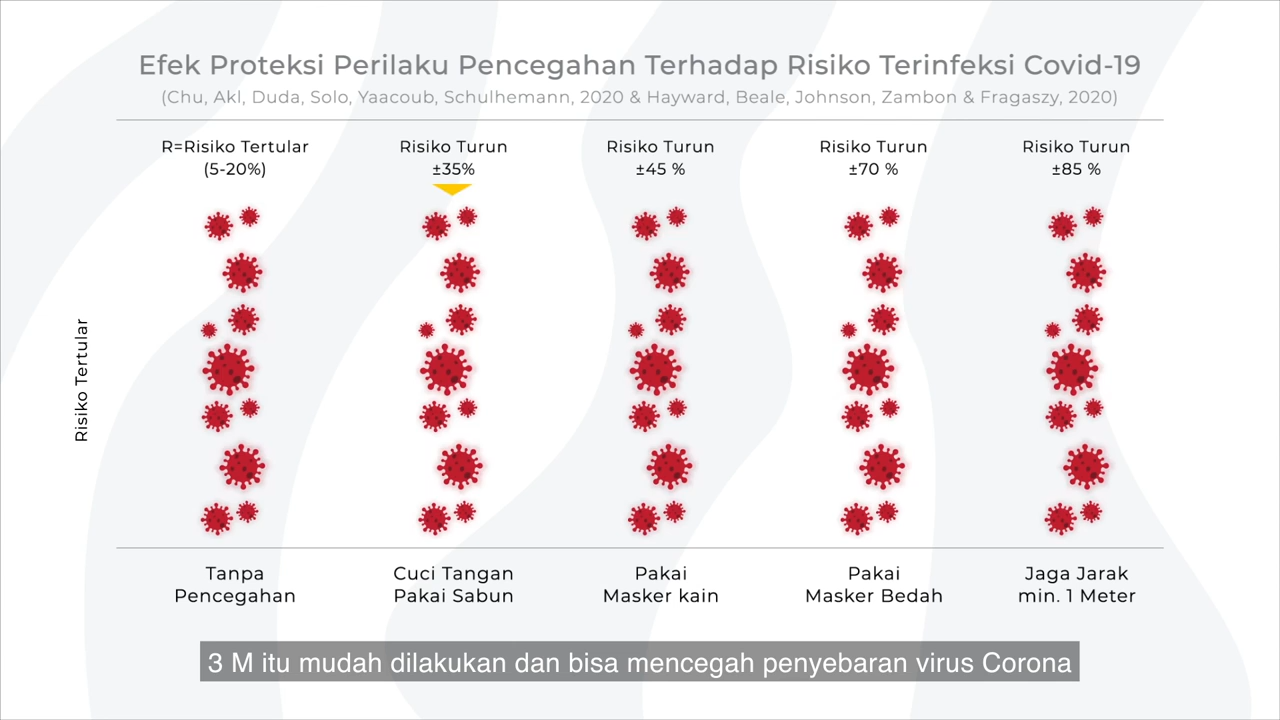 Efek Proteksi Perilaku Pencegahan Terhadap Risiko Terinfeksi Covid-19
(Chu, Akl, Duda, Solo, Yaacoub, Schulhemann, 2020 & Hayward, Beale, Johnson, Zambon & Fragaszy, 2020)
R=Risiko Tertular
(5-20%)
Risiko Turun
±35%
Risiko Turun
±45 %
Risiko Turun
±70 %
Risiko Turun
±85 %
Risiko Tertular
Tanpa
Pencegahan
Cuci Tangan
Pakai Sabun
Pakai
Masker kain
Pakai
Masker Bedah
Jaga Jarak
min. 1 Meter
3 M itu mudah dilakukan dan bisa mencegah penyebaran virus Corona